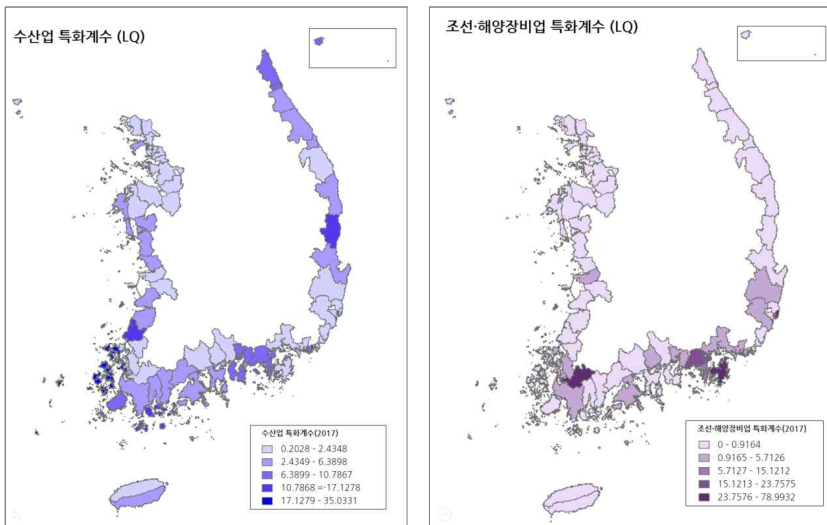 수산업 특화계수 (LQ)
수산업 특화계수(2017)
0.2028 - 2.4348
2.4349 - 6.3898
6.3899 - 10.7867
10.7868 =-17.1278
17.1279 - 35.0331
조선·해양장비업 특화계수 (LQ)
조선·해양장비업 특화계수(2017)
0 - 0.9164
0.9165 - 5.7126
5.7127 - 15.1212
15.1213 - 23.7575
23.7576 - 78.9932